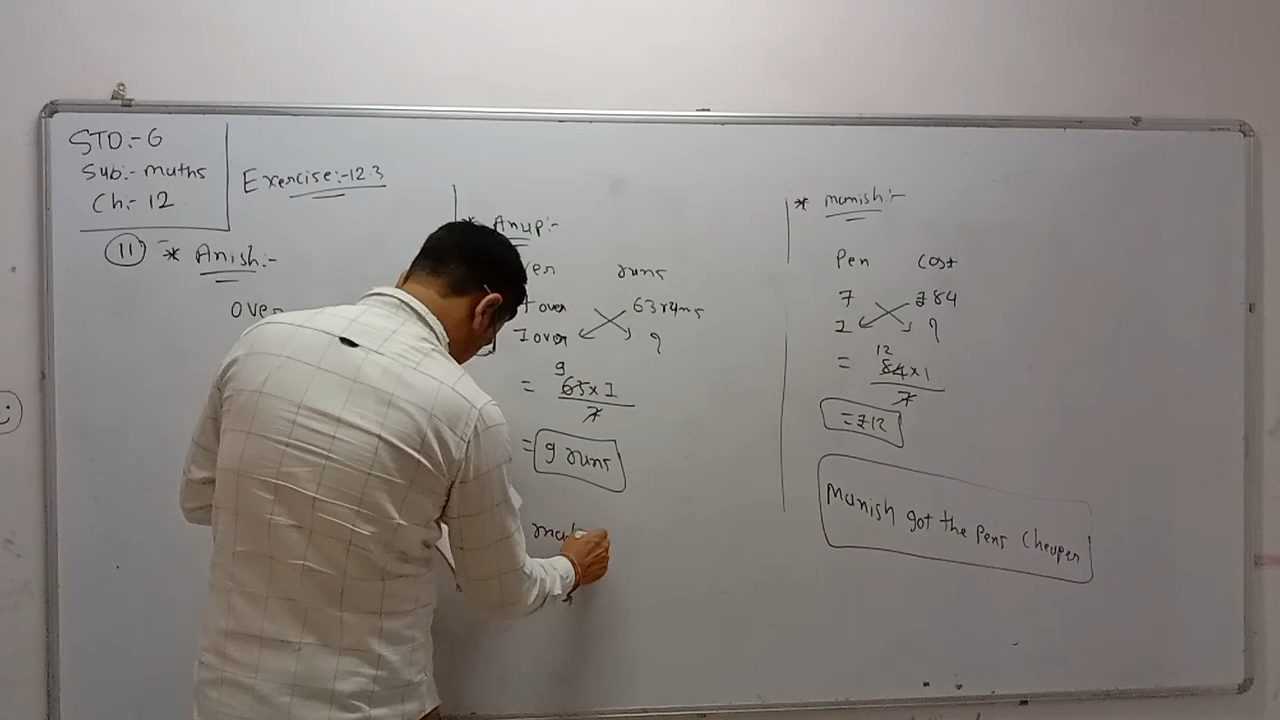 STD:- 6
Sub:- maths
Ch:- 12
Exercise:-12.3
11 * Anish:-
over
* Anup:-
ver runs
7 over 63 runs
1 over ?
9
= 63 x 1
7
= 9 runs
* manish:-
Pen cost
7 ₹84
1 ?
12
= 84 x 1
7
= ₹12
Manish got the pens cheaper